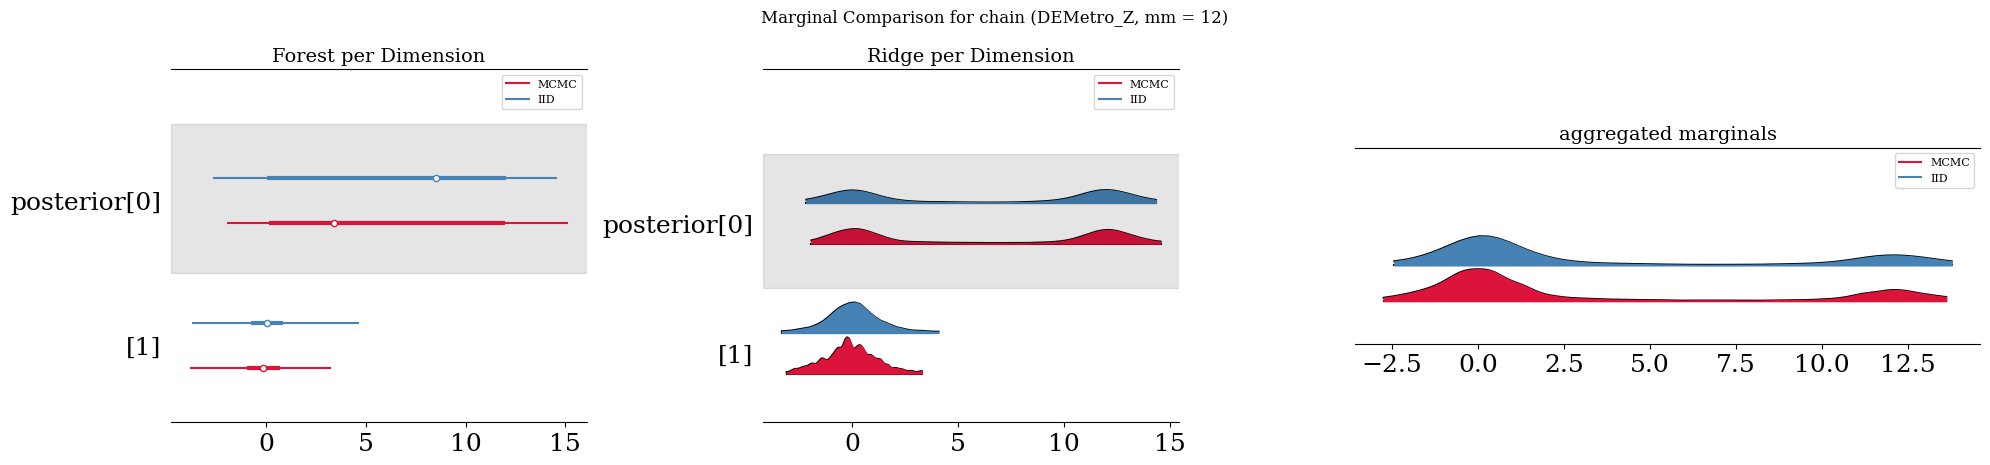 Marginal Comparison for chain (DEMetro_Z, mm = 12)
Forest per Dimension
MCMC
IID
posterior[0]
[1]
0 5 10 15
Ridge per Dimension
MCMC
IID
posterior[0]
[1]
0 5 10 15
aggregated marginals
MCMC
IID
−2.5 0.0 2.5 5.0 7.5 10.0 12.5